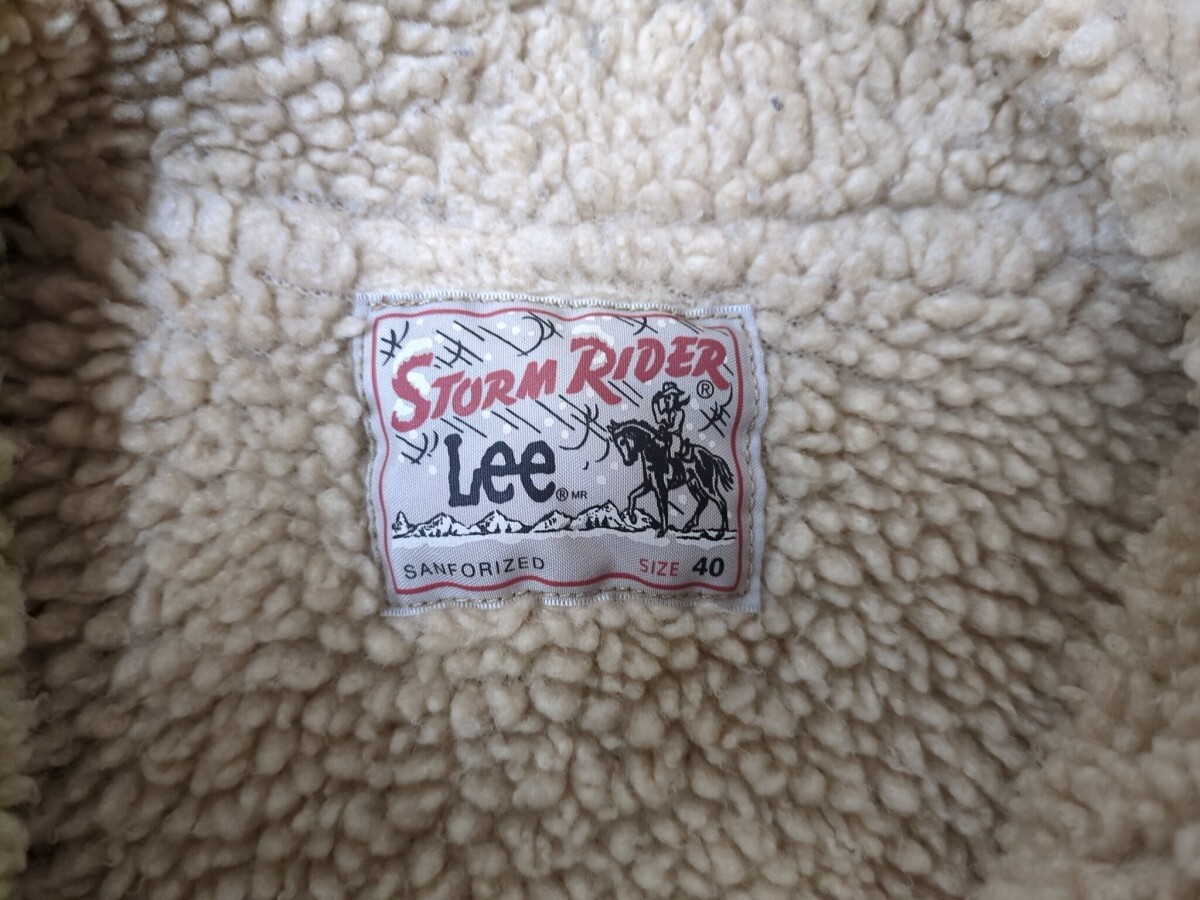 STORM RIDER
®
Lee ® MR
SANFORIZED SIZE 40